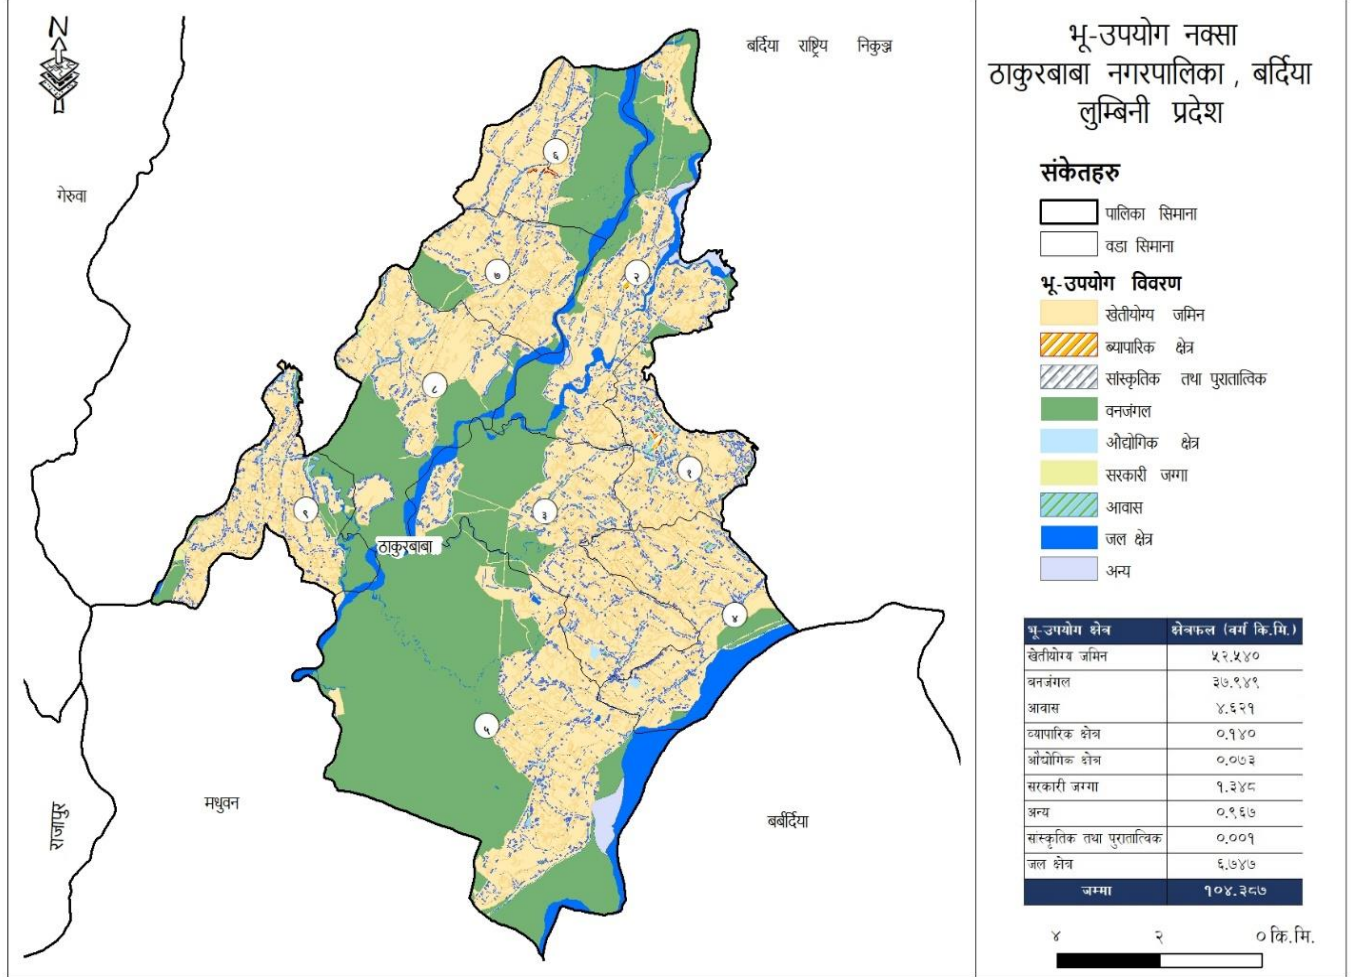 N
बर्दिया राष्ट्रिय निकुञ्ज
गेरुवा
६
७
२
८
१
९
३
ठाकुरबाबा
४
५
मधुवन
राजापुर
बर्बर्दिया
भू-उपयोग नक्सा
ठाकुरबाबा नगरपालिका , बर्दिया
लुम्बिनी प्रदेश
संकेतहरु
पालिका सिमाना
वडा सिमाना
भू-उपयोग विवरण
खेतीयोग्य जमिन
ब्यापारिक क्षेत्र
सांस्कृतिक तथा पुरातात्विक
वनजंगल
औद्योगिक क्षेत्र
सरकारी जग्गा
आवास
जल क्षेत्र
अन्य
भू-उपयोग क्षेत्र क्षेत्रफल (वर्ग कि.मि.)
खेतीयोग्य जमिन ५२.५४०
बनजंगल ३७.९४९
आवास ४.६२१
व्यापारिक क्षेत्र ०.१४०
औद्योगिक क्षेत्र ०.०७३
सरकारी जग्गा १.३४८
अन्य ०.९६७
सांस्कृतिक तथा पुरातात्विक ०.००१
जल क्षेत्र ६.७४७
जम्मा १०४.३८७
४ २ ० कि.मि.